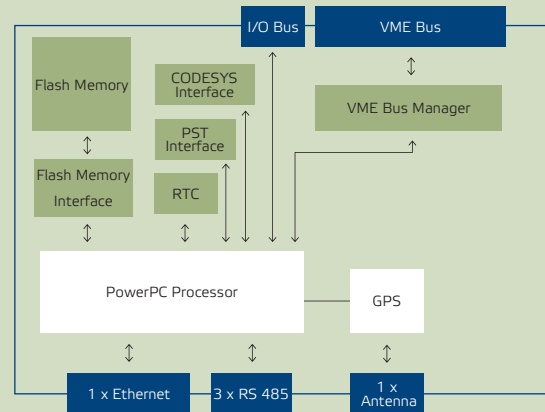 I/O Bus
VME Bus
Flash Memory
CODESYS
Interface
VME Bus Manager
PST
Interface
Flash Memory
Interface
RTC
PowerPC Processor
GPS
1 x Ethernet
3 x RS 485
1 x
Antenna